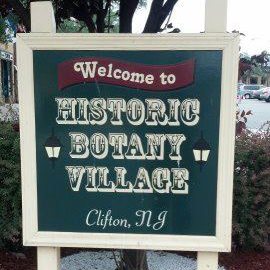 Welcome to
HISTORIC
BOTANY
VILLAGE
Clifton, NJ